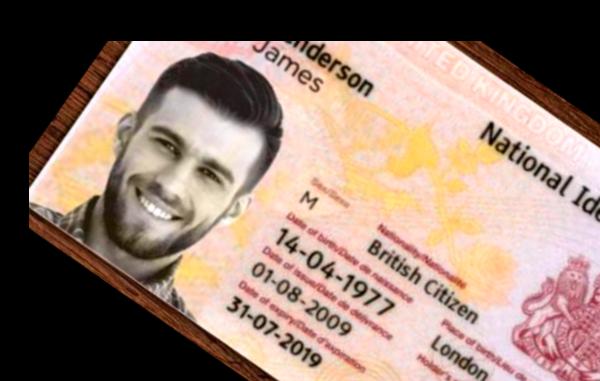 nderson
James
TED KINGDOM
National Ide
Sex/Sexe
M
Nationality/Nationalité
British Citizen
Date of birth/Date de naissance
14-04-1977
Place of birth/Lieu de
London
Date of issue/Date de délivrance
01-08-2009
Date of expiry/Date d'expiration
31-07-2019